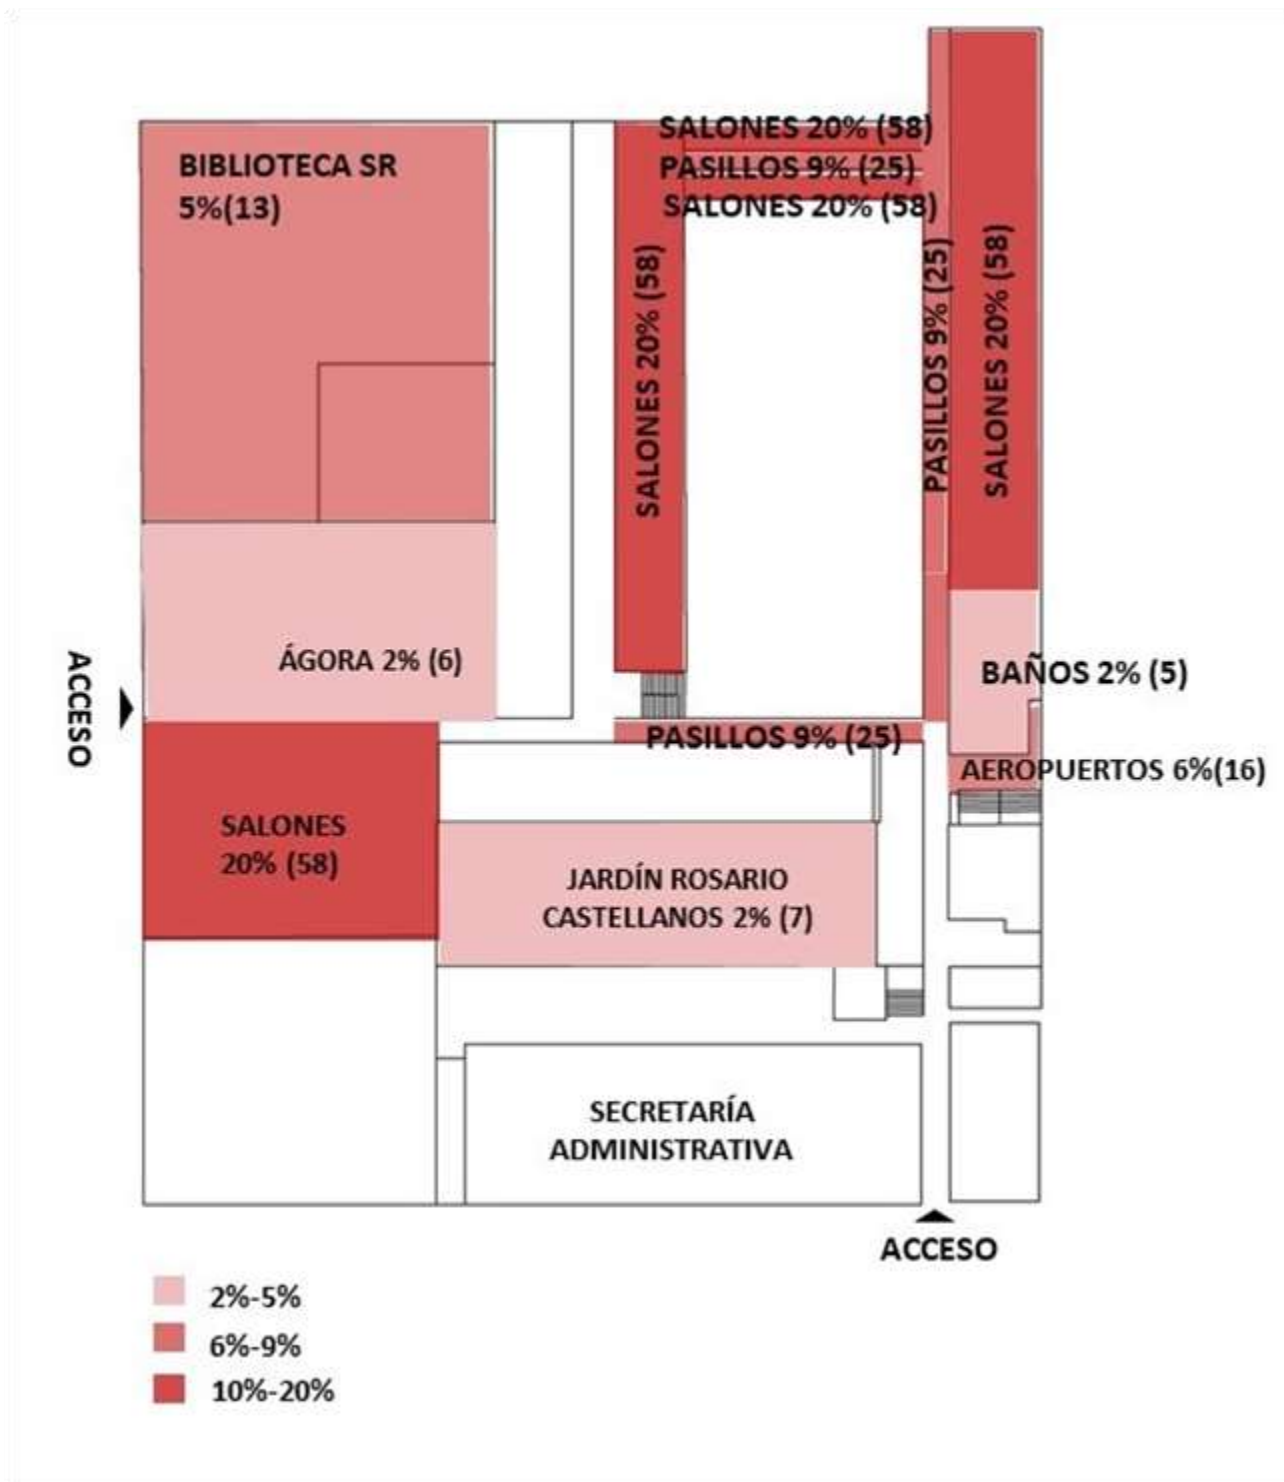 SALONES 20% (58)
PASILLOS 9% (25)
SALONES 20% (58)
BIBLIOTECA SR
5%(13)
SALONES 20% (58)
PASILLOS 9% (25)
SALONES 20% (58)
ÁGORA 2% (6)
ACCESO
BAÑOS 2% (5)
PASILLOS 9% (25)
AEROPUERTOS 6%(16)
SALONES
20% (58)
JARDÍN ROSARIO
CASTELLANOS 2% (7)
SECRETARÍA
ADMINISTRATIVA
ACCESO
2%-5%
6%-9%
10%-20%